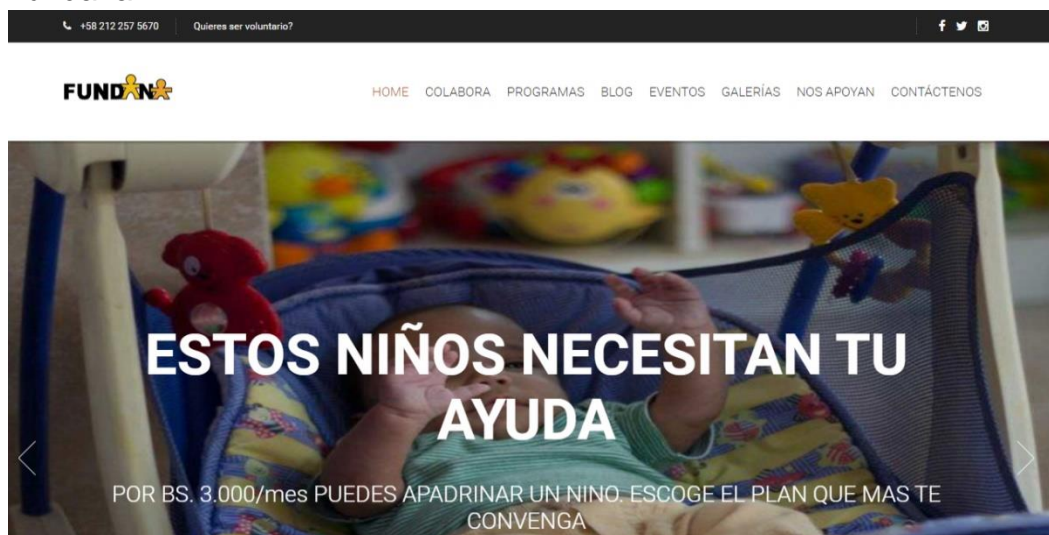 +58 212 257 5670 Quieres ser voluntario?
FUNDANA
HOME COLABORA PROGRAMAS BLOG EVENTOS GALERÍAS NOS APOYAN CONTÁCTENOS
ESTOS NIÑOS NECESITAN TU
AYUDA
POR BS. 3.000/mes PUEDES APADRINAR UN NINO. ESCOGE EL PLAN QUE MAS TE
CONVENGA